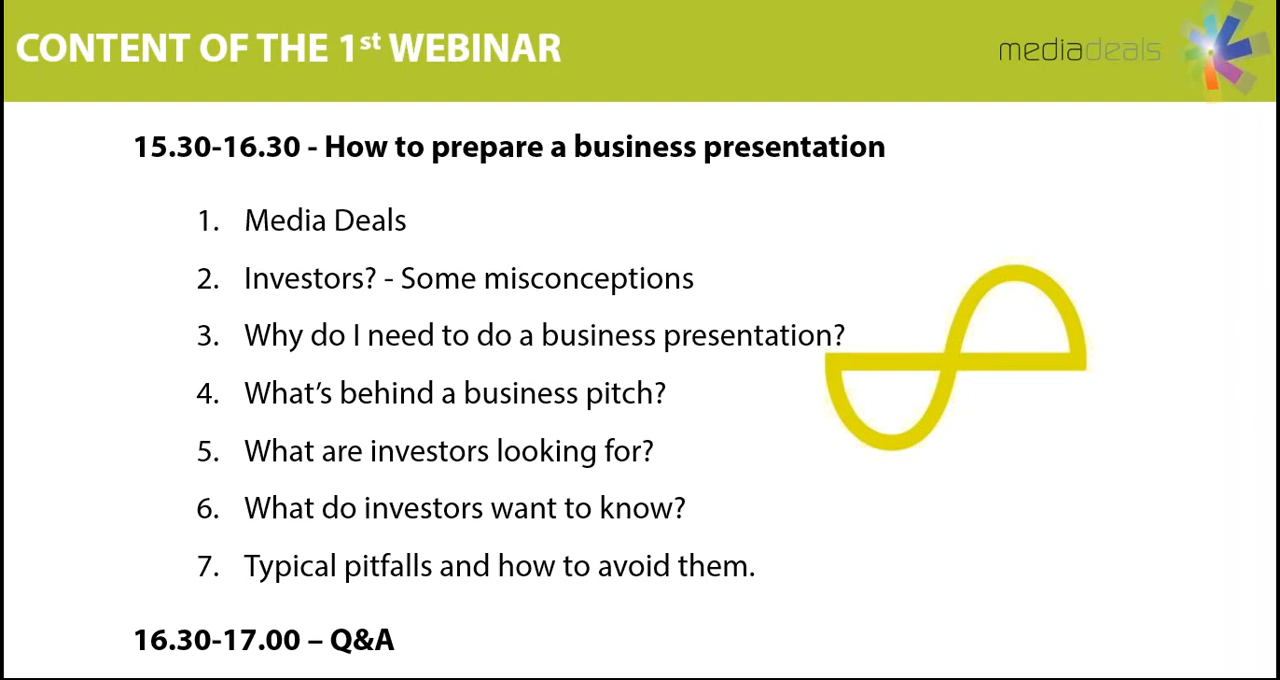 CONTENT OF THE 1st WEBINAR
mediadeals
15.30-16.30 - How to prepare a business presentation
1. Media Deals
2. Investors? - Some misconceptions
3. Why do I need to do a business presentation?
4. What’s behind a business pitch?
5. What are investors looking for?
6. What do investors want to know?
7. Typical pitfalls and how to avoid them.
16.30-17.00 – Q&A